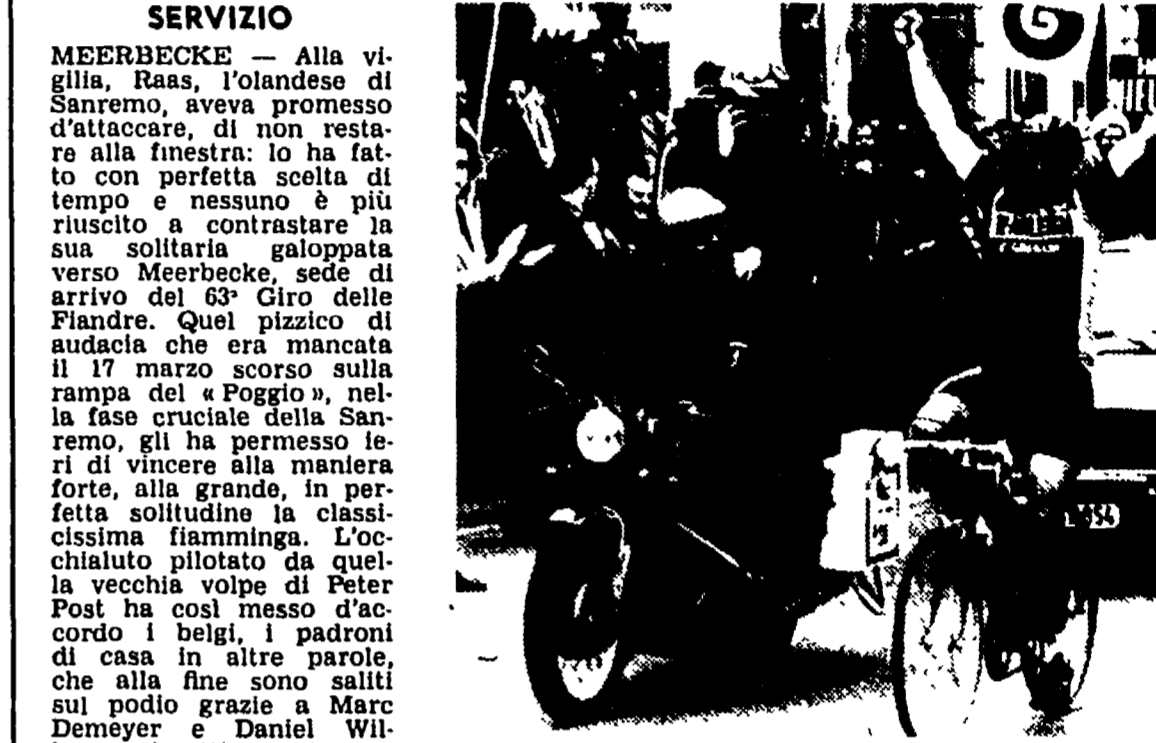 SERVIZIO
MEERBECKE — Alla vi-
gilia, Raas, l'olandese di
Sanremo, aveva promesso
d'attaccare, di non resta-
re alla finestra: lo ha fat-
to con perfetta scelta di
tempo e nessuno è più
riuscito a contrastare la
sua solitaria galoppata
verso Meerbecke, sede di
arrivo del 63° Giro delle
Fiandre. Quel pizzico di
audacia che era mancata
il 17 marzo scorso sulla
rampa del « Poggio », nel-
la fase cruciale della San-
remo, gli ha permesso ie-
ri di vincere alla maniera
forte, alla grande, in per-
fetta solitudine la classi-
cissima fiamminga. L'oc-
chialuto pilotato da quel-
la vecchia volpe di Peter
Post ha così messo d'ac-
cordo i belgi, i padroni
di casa in altre parole,
che alla fine sono saliti
sul podio grazie a Marc
Demeyer e Daniel Wil-